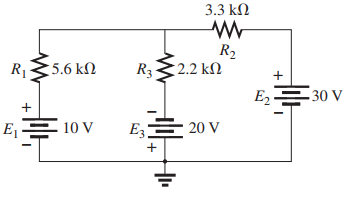 3.3 kΩ
R₂
R₁ 5.6 kΩ
R₃ 2.2 kΩ
+
E₂ 30 V
−
+
E₁ 10 V
−
−
E₃ 20 V
+